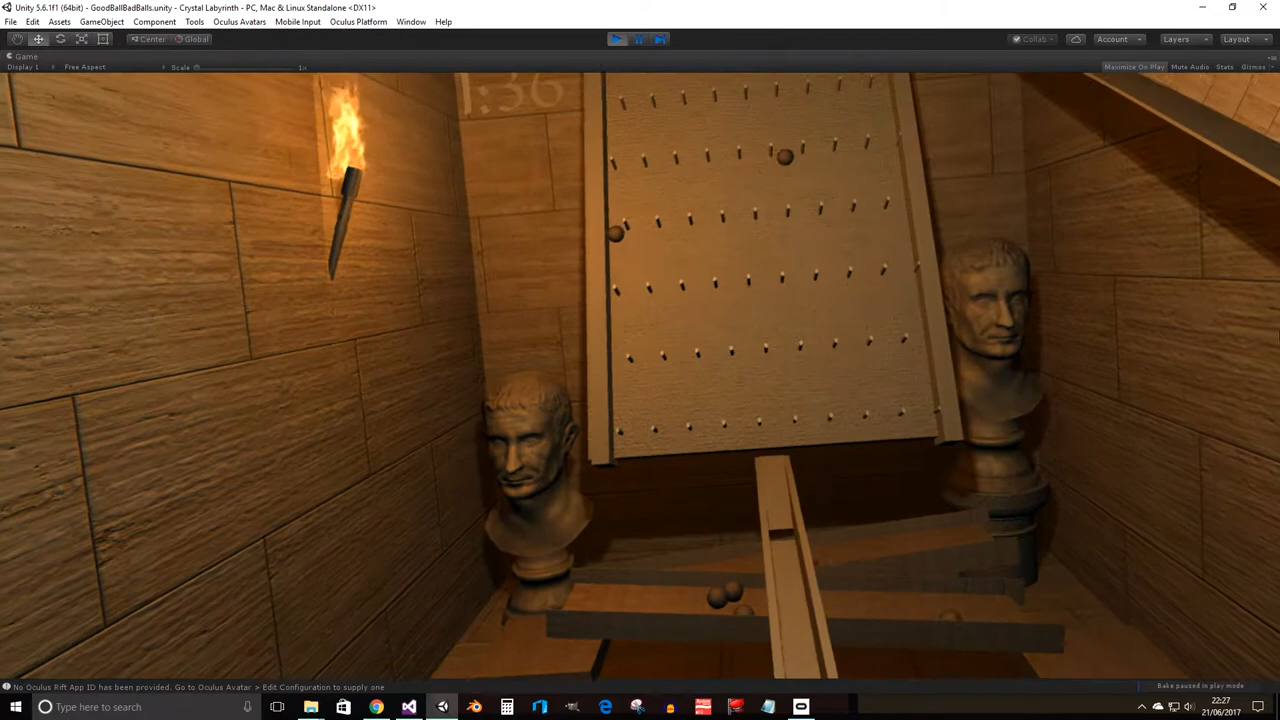 Unity 5.6.1f1 (64bit) - GoodBallBadBalls.unity - Crystal Labyrinth - PC, Mac & Linux Standalone <DX11>
File Edit Assets GameObject Component Tools Oculus Avatars Mobile Input Oculus Platform Window Help
Center Global Collab Account Layers Layout
Game
Display 1 Free Aspect Scale 1x Maximize On Play Mute Audio Stats Gizmos
1:36
No Oculus Rift App ID has been provided. Go to Oculus Avatar > Edit Configuration to supply one Bake paused in play mode
Type here to search
22:27
21/06/2017